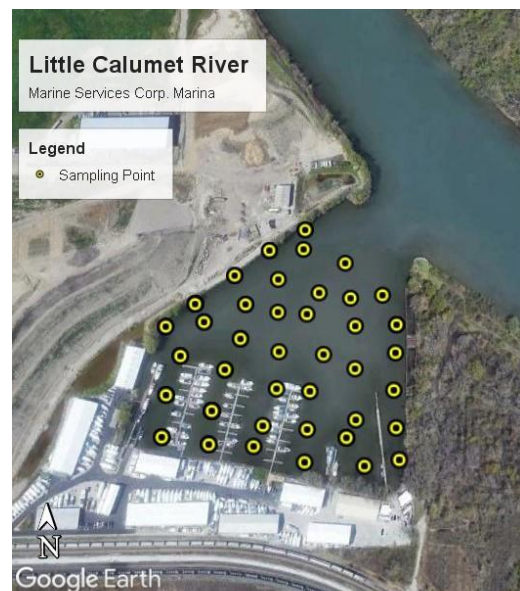 Little Calumet River
Marine Services Corp. Marina
Legend
Sampling Point
N
Google Earth